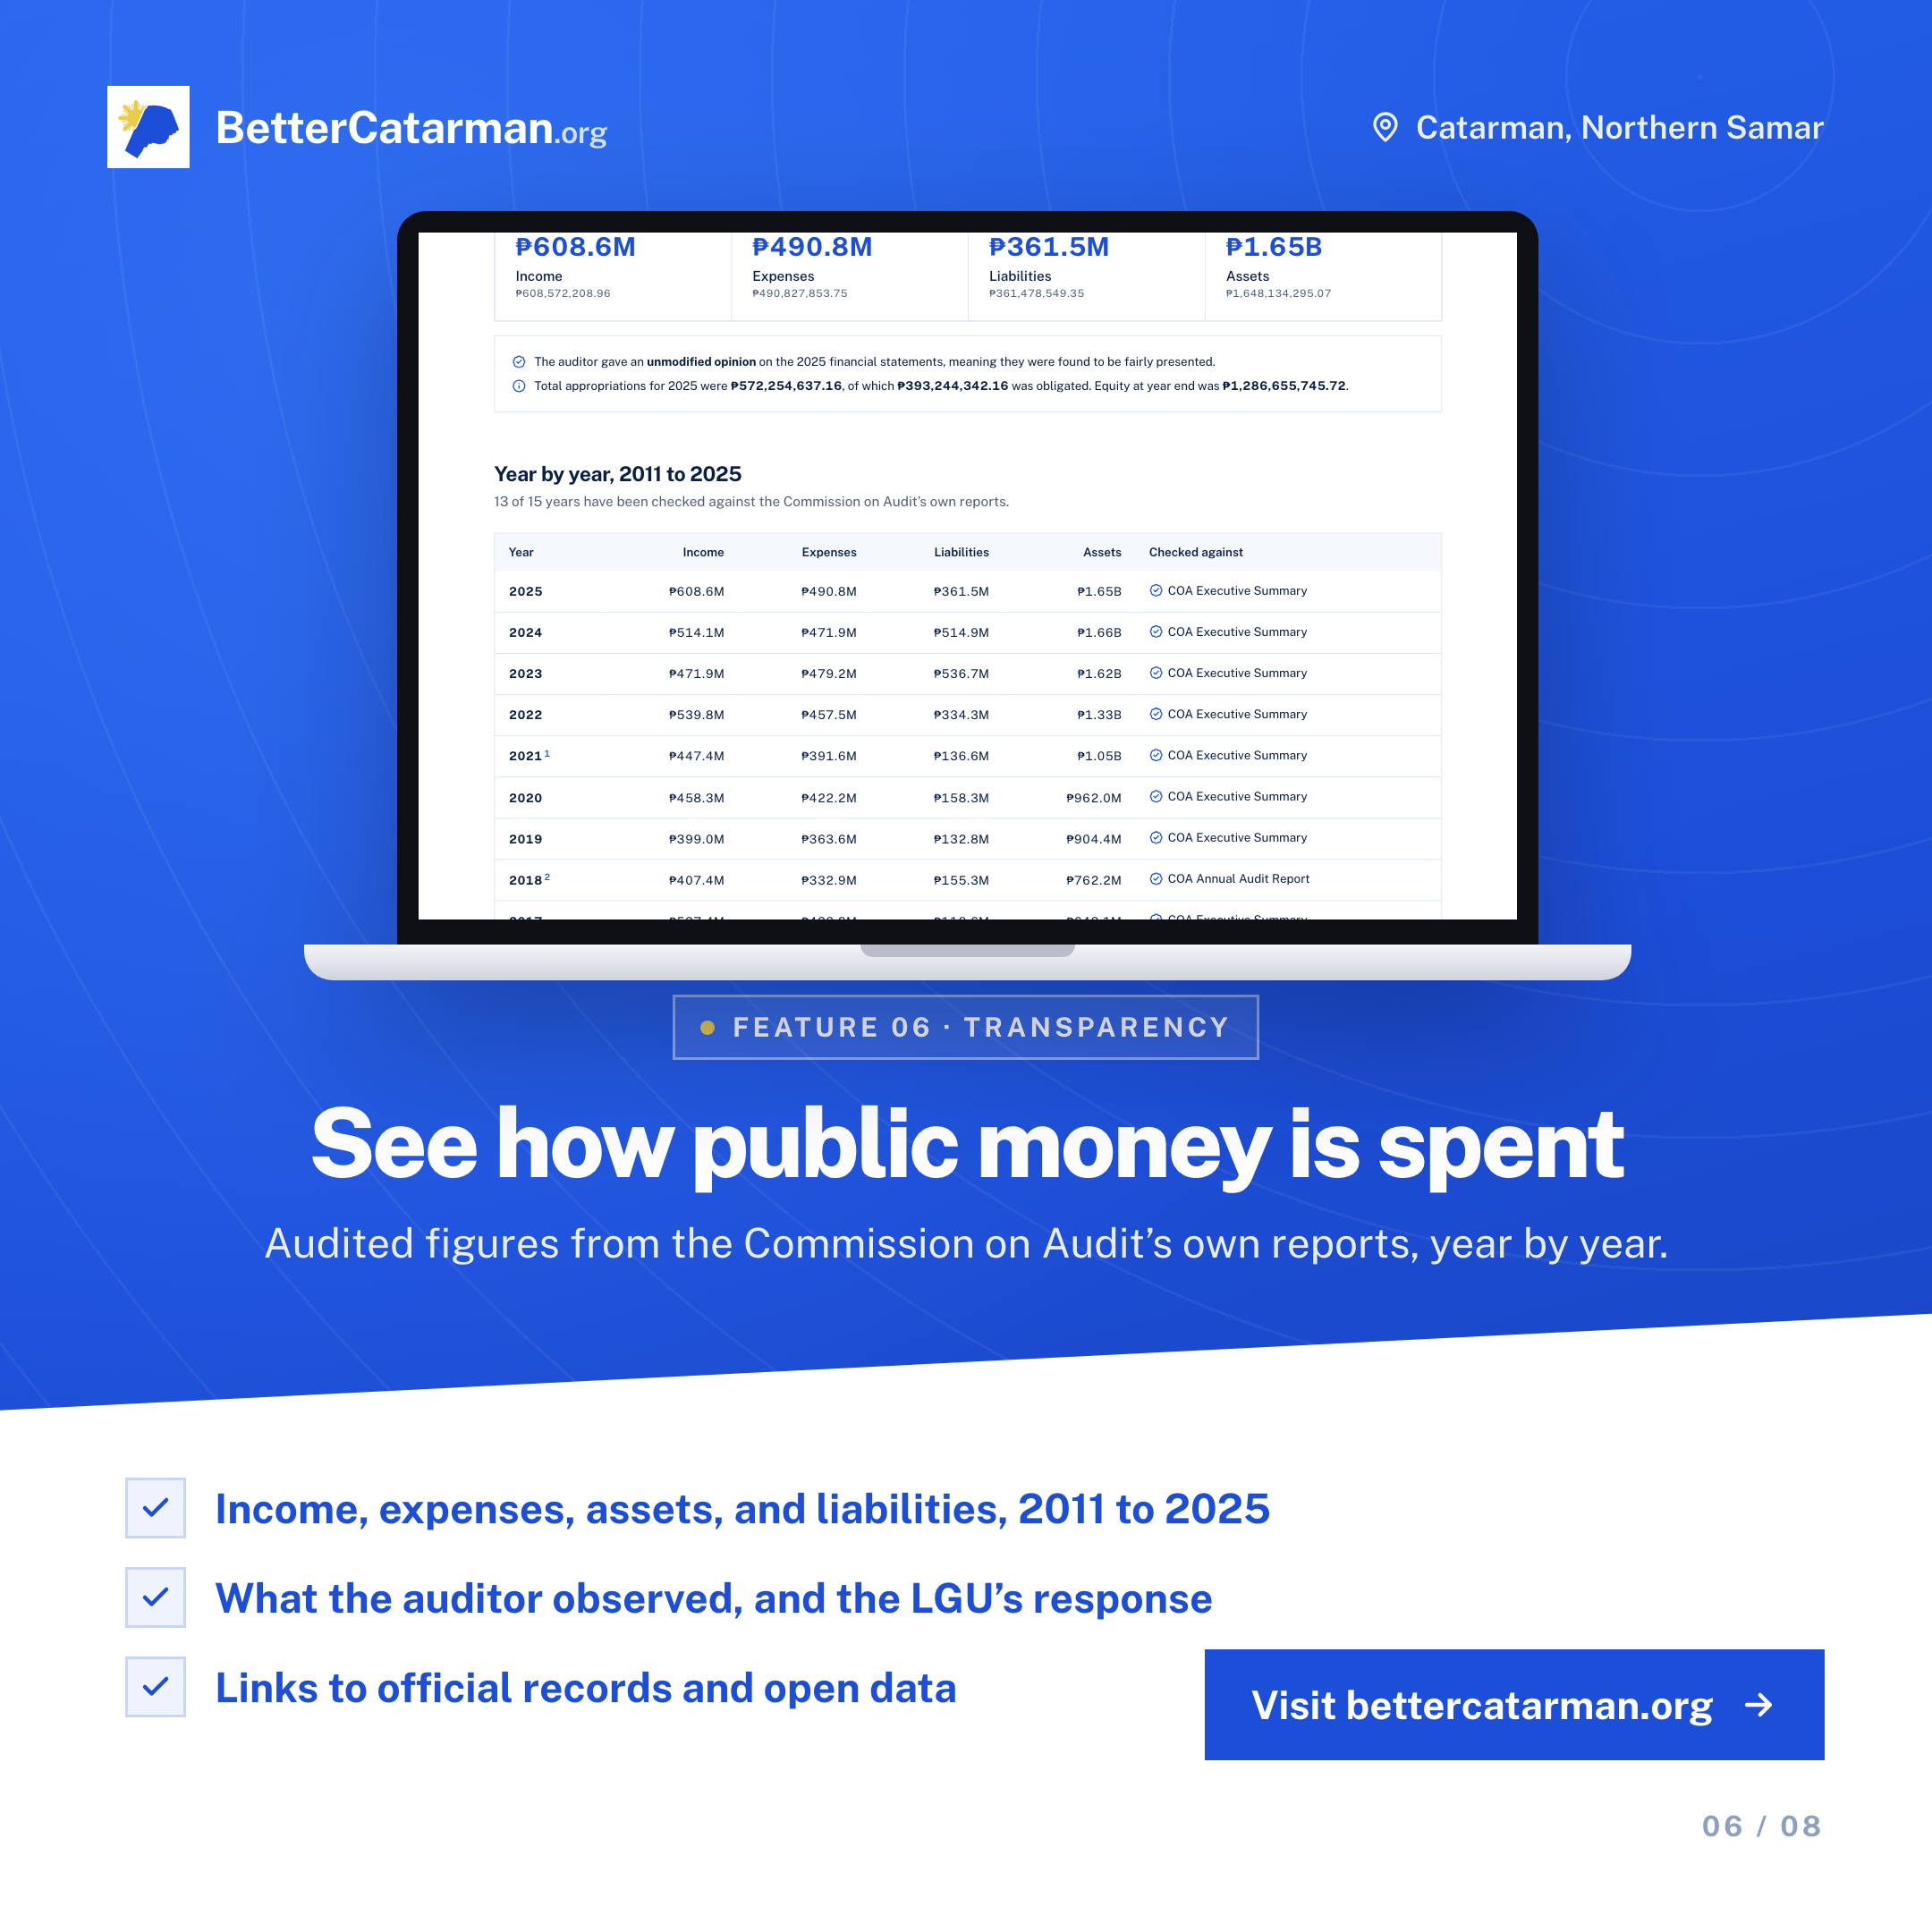 BetterCatarman.org
Catarman, Northern Samar
₱608.6M ₱490.8M ₱361.5M ₱1.65B
Income Expenses Liabilities Assets
₱608,572,208.96 ₱490,827,853.75 ₱361,478,549.35 ₱1,648,134,295.07
The auditor gave an unmodified opinion on the 2025 financial statements, meaning they were found to be fairly presented.
Total appropriations for 2025 were ₱572,254,637.16, of which ₱393,244,342.16 was obligated. Equity at year end was ₱1,286,655,745.72.
Year by year, 2011 to 2025
13 of 15 years have been checked against the Commission on Audit’s own reports.
Year Income Expenses Liabilities Assets Checked against
2025 ₱608.6M ₱490.8M ₱361.5M ₱1.65B COA Executive Summary
2024 ₱514.1M ₱471.9M ₱514.9M ₱1.66B COA Executive Summary
2023 ₱471.9M ₱479.2M ₱536.7M ₱1.62B COA Executive Summary
2022 ₱539.8M ₱457.5M ₱334.3M ₱1.33B COA Executive Summary
2021 1 ₱447.4M ₱391.6M ₱136.6M ₱1.05B COA Executive Summary
2020 ₱458.3M ₱422.2M ₱158.3M ₱962.0M COA Executive Summary
2019 ₱399.0M ₱363.6M ₱132.8M ₱904.4M COA Executive Summary
2018 2 ₱407.4M ₱332.9M ₱155.3M ₱762.2M COA Annual Audit Report
2017 COA Executive Summary
FEATURE 06 · TRANSPARENCY
See how public money is spent
Audited figures from the Commission on Audit’s own reports, year by year.
Income, expenses, assets, and liabilities, 2011 to 2025
What the auditor observed, and the LGU’s response
Links to official records and open data
Visit bettercatarman.org
06 / 08